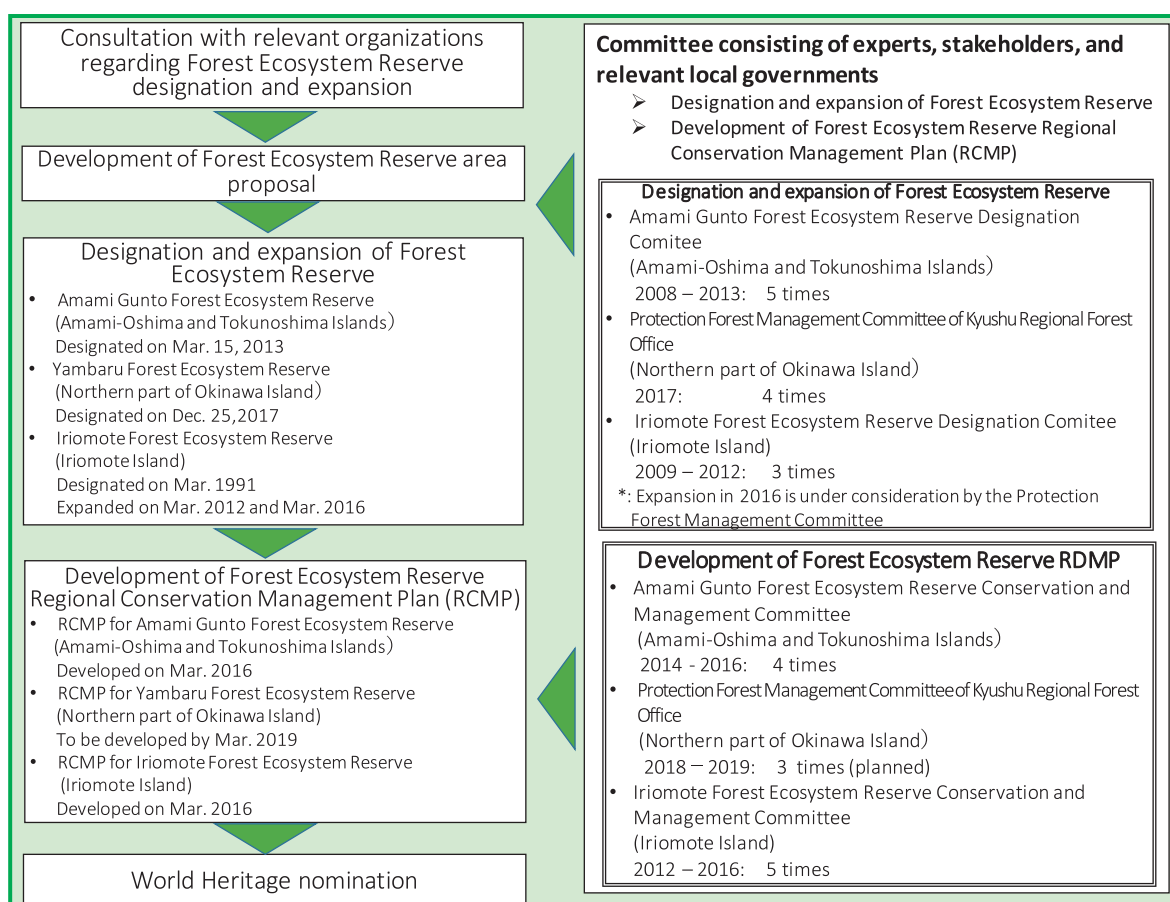 Consultation with relevant organizations
regarding Forest Ecosystem Reserve
designation and expansion
Development of Forest Ecosystem Reserve area
proposal
Designation and expansion of Forest
Ecosystem Reserve
• Amami Gunto Forest Ecosystem Reserve
(Amami-Oshima and Tokunoshima Islands)
Designated on Mar. 15, 2013
• Yambaru Forest Ecosystem Reserve
(Northern part of Okinawa Island)
Designated on Dec. 25,2017
• Iriomote Forest Ecosystem Reserve
(Iriomote Island)
Designated on Mar. 1991
Expanded on Mar. 2012 and Mar. 2016
Development of Forest Ecosystem Reserve
Regional Conservation Management Plan (RCMP)
• RCMP for Amami Gunto Forest Ecosystem Reserve
(Amami-Oshima and Tokunoshima Islands)
Developed on Mar. 2016
• RCMP for Yambaru Forest Ecosystem Reserve
(Northern part of Okinawa Island)
To be developed by Mar. 2019
• RCMP for Iriomote Forest Ecosystem Reserve
(Iriomote Island)
Developed on Mar. 2016
World Heritage nomination
Committee consisting of experts, stakeholders, and
relevant local governments
➢ Designation and expansion of Forest Ecosystem Reserve
➢ Development of Forest Ecosystem Reserve Regional
Conservation Management Plan (RCMP)
Designation and expansion of Forest Ecosystem Reserve
• Amami Gunto Forest Ecosystem Reserve Designation
Comitee
(Amami-Oshima and Tokunoshima Islands)
2008 – 2013: 5 times
• Protection Forest Management Committee of Kyushu Regional Forest
Office
(Northern part of Okinawa Island)
2017: 4 times
• Iriomote Forest Ecosystem Reserve Designation Comitee
(Iriomote Island)
2009 – 2012: 3 times
*: Expansion in 2016 is under consideration by the Protection
Forest Management Committee
Development of Forest Ecosystem Reserve RDMP
• Amami Gunto Forest Ecosystem Reserve Conservation and
Management Committee
(Amami-Oshima and Tokunoshima Islands)
2014 - 2016: 4 times
• Protection Forest Management Committee of Kyushu Regional Forest
Office
(Northern part of Okinawa Island)
2018 – 2019: 3 times (planned)
• Iriomote Forest Ecosystem Reserve Conservation and
Management Committee
(Iriomote Island)
2012 – 2016: 5 times